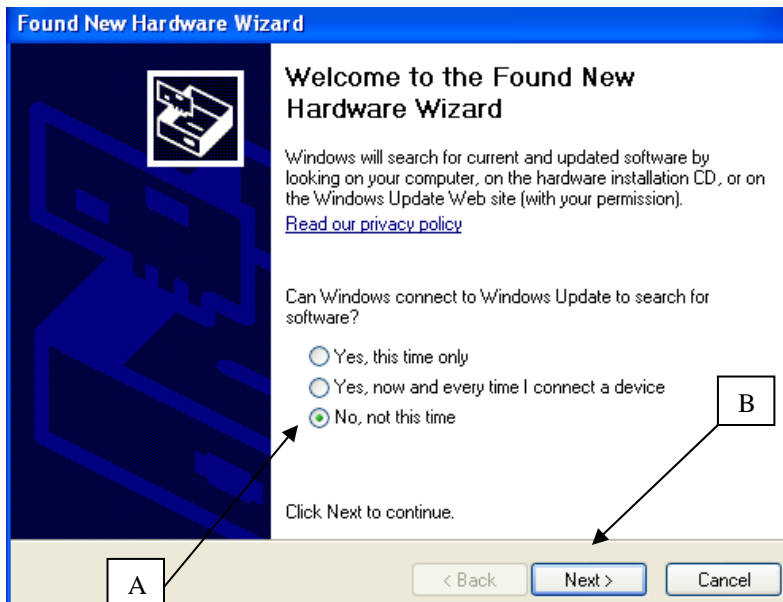 Found New Hardware Wizard
Welcome to the Found New
Hardware Wizard
Windows will search for current and updated software by
looking on your computer, on the hardware installation CD, or on
the Windows Update Web site (with your permission).
Read our privacy policy
Can Windows connect to Windows Update to search for
software?
Yes, this time only
Yes, now and every time I connect a device
No, not this time
B
Click Next to continue.
A
< Back Next > Cancel